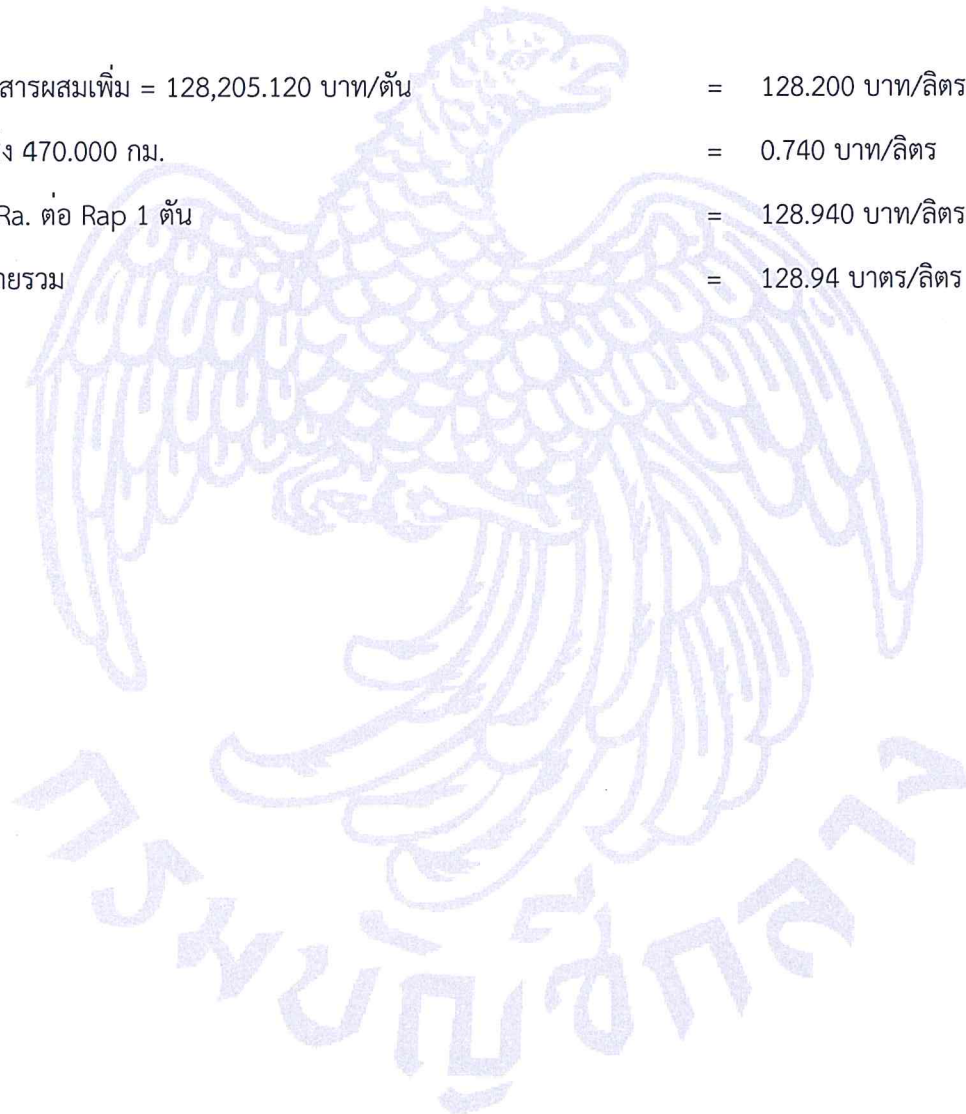 สารผสมเพิ่ม = 128,205.120 บาท/ตัน = 128.200 บาท/ลิตร
470.000 กม. = 0.740 บาท/ลิตร
Ra. ต่อ Rap 1 ตัน = 128.940 บาท/ลิตร
ายรวม = 128.94 บาตร/ลิตร
กรมบัญชีกลาง